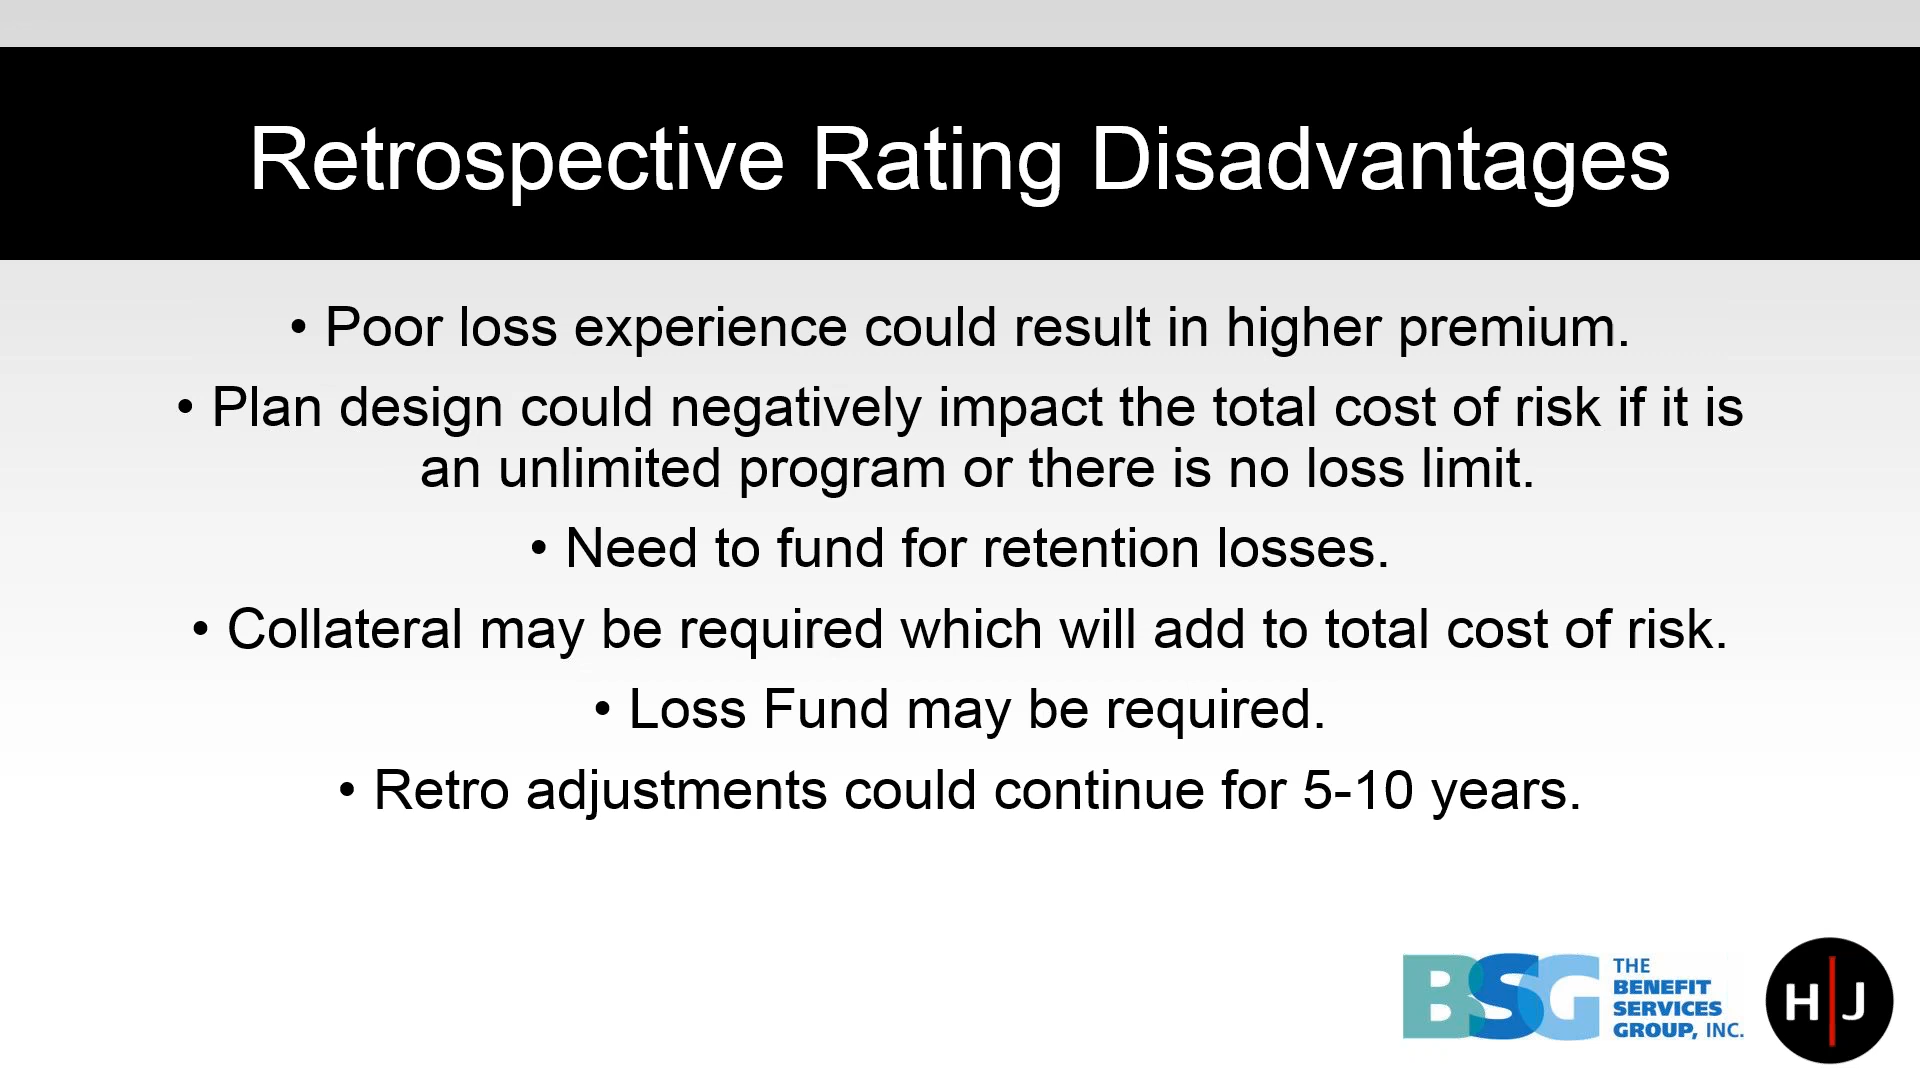 Retrospective Rating Disadvantages
• Poor loss experience could result in higher premium.
• Plan design could negatively impact the total cost of risk if it is
an unlimited program or there is no loss limit.
• Need to fund for retention losses.
• Collateral may be required which will add to total cost of risk.
• Loss Fund may be required.
• Retro adjustments could continue for 5-10 years.
BSG
THE
BENEFIT
SERVICES
GROUP, INC.
H|J